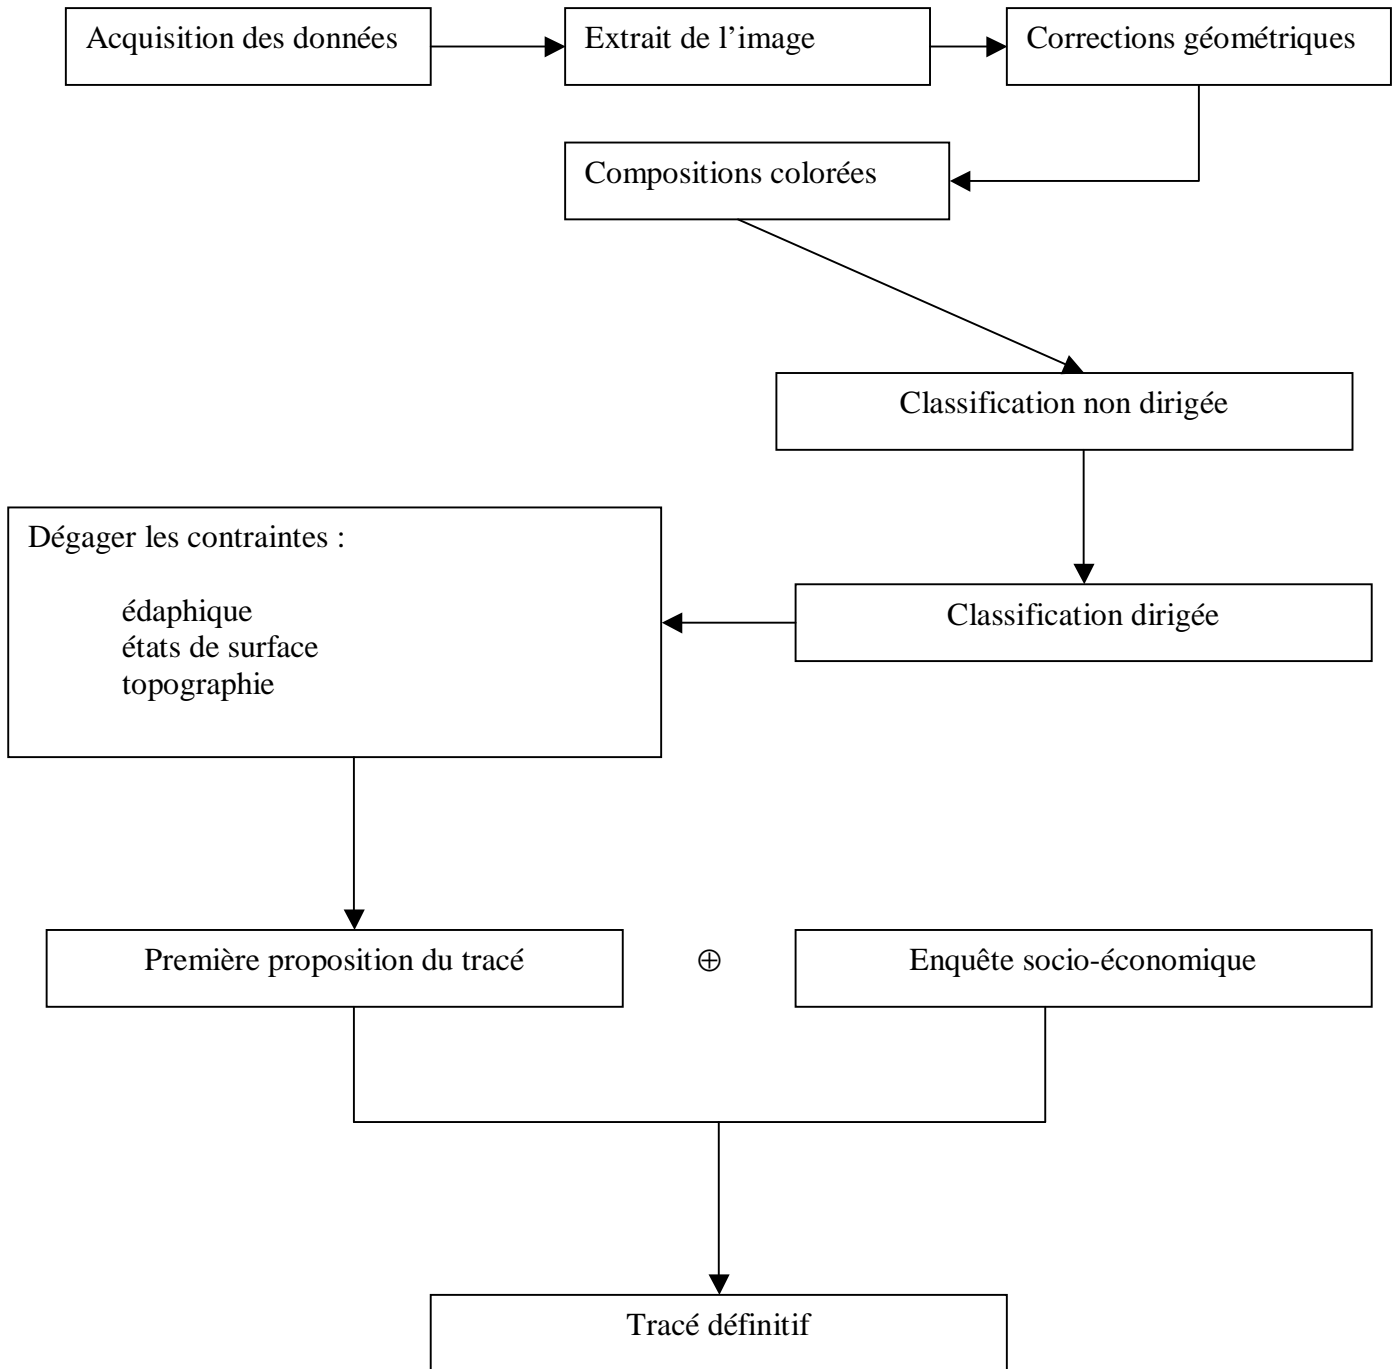 Acquisition des données
Extrait de l’image
Corrections géométriques
Compositions colorées
Classification non dirigée
Classification dirigée
Dégager les contraintes :
édaphique
états de surface
topographie
Première proposition du tracé
⊕
Enquête socio-économique
Tracé définitif